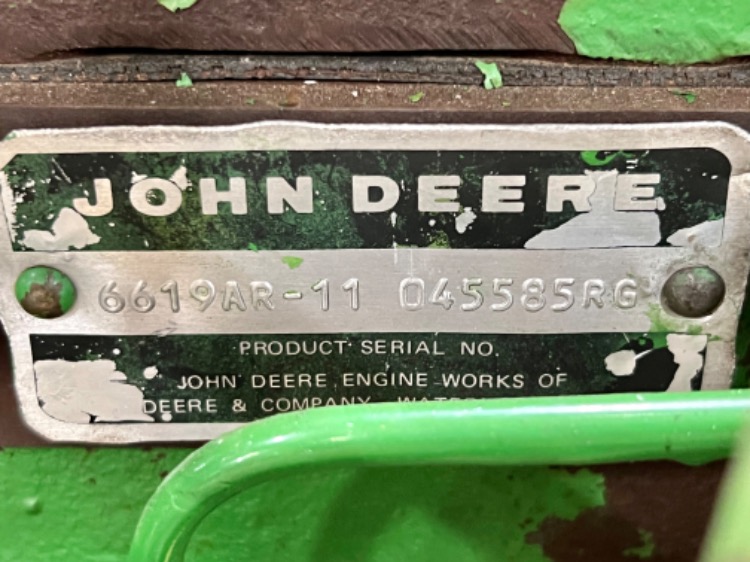 JOHN DEERE
6619AR-11 045585RG
PRODUCT SERIAL NO.
JOHN DEERE ENGINE WORKS OF
DEERE & COMPANY